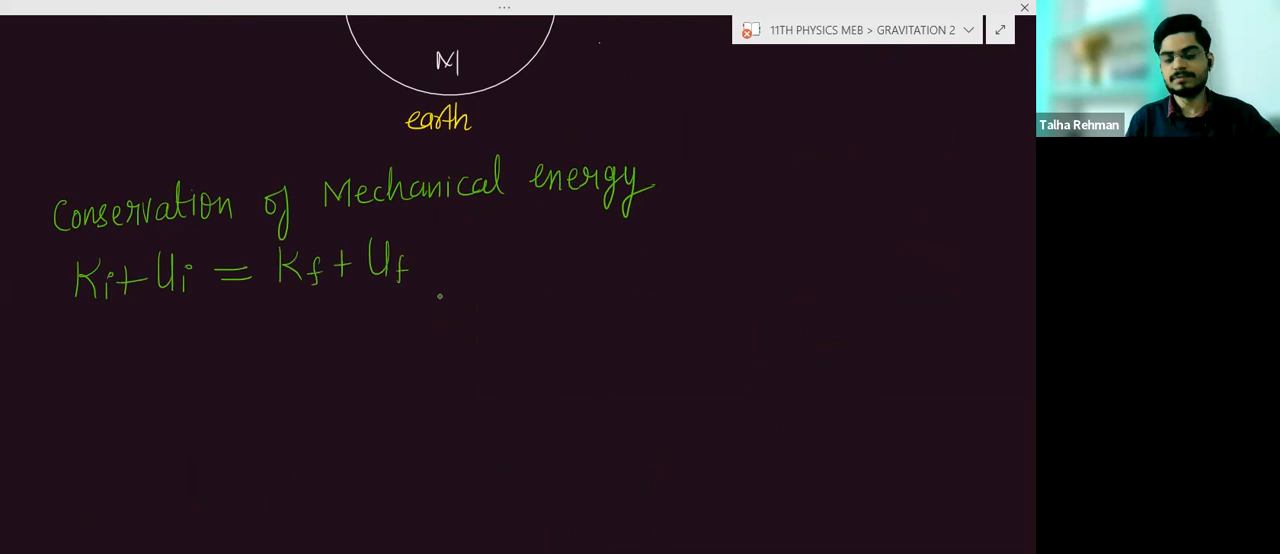 11TH PHYSICS MEB > GRAVITATION 2
M
earth
Talha Rehman
Conservation of Mechanical energy
Ki+Ui = Kf + Uf